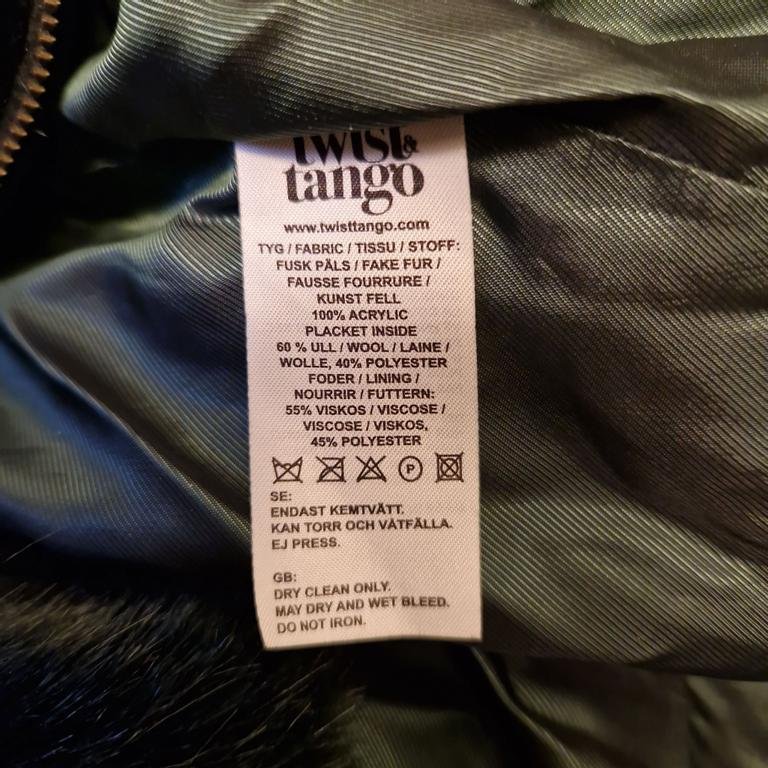 twist&
tango
www.twisttango.com
TYG / FABRIC / TISSU / STOFF:
FUSK PÄLS / FAKE FUR /
FAUSSE FOURRURE /
KUNST FELL
100% ACRYLIC
PLACKET INSIDE
60 % ULL / WOOL / LAINE /
WOLLE, 40% POLYESTER
FODER / LINING /
NOURRIR / FUTTERN:
55% VISKOS / VISCOSE /
VISCOSE / VISKOS,
45% POLYESTER
P
SE:
ENDAST KEMTVÄTT.
KAN TORR OCH VÅTFÄLLA.
EJ PRESS.
GB:
DRY CLEAN ONLY.
MAY DRY AND WET BLEED.
DO NOT IRON.